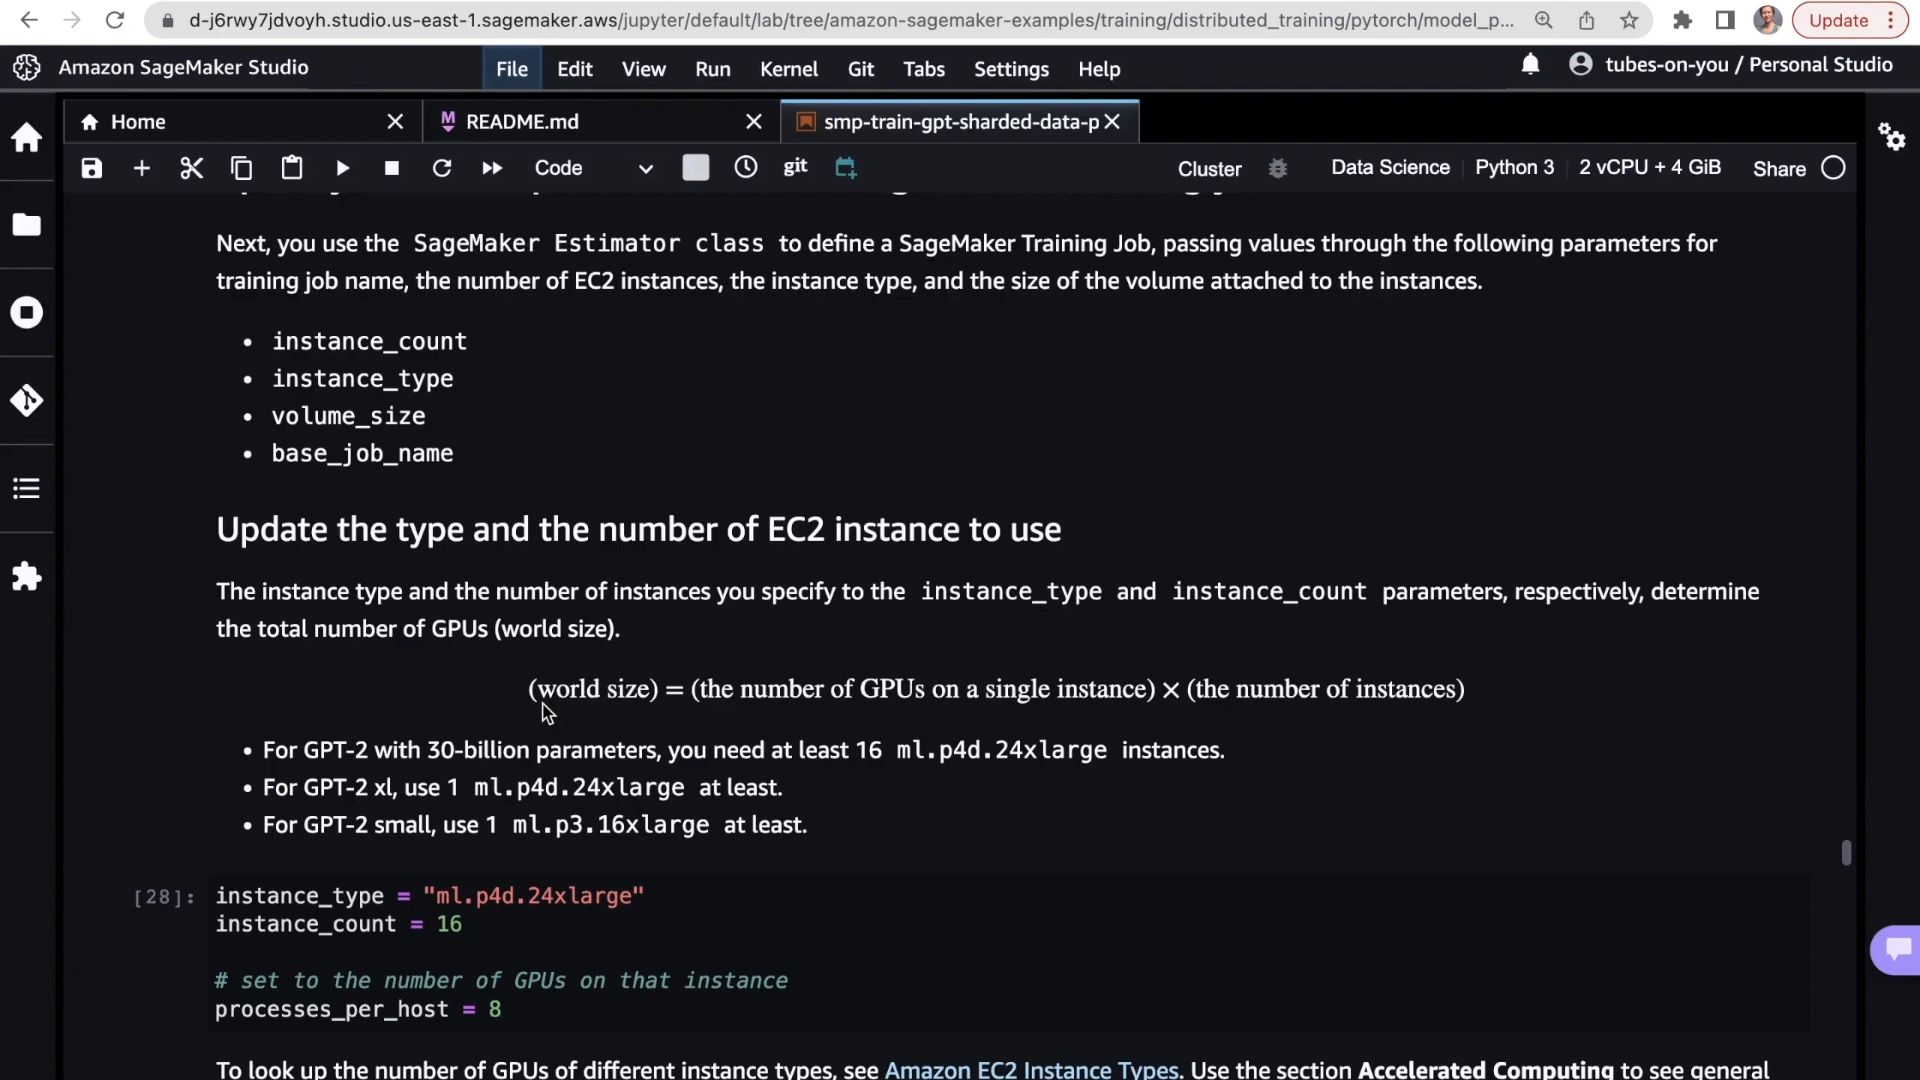 d-j6rwy7jdvoyh.studio.us-east-1.sagemaker.aws/jupyter/default/lab/tree/amazon-sagemaker-examples/training/distributed_training/pytorch/model_p...
Update
Amazon SageMaker Studio
File Edit View Run Kernel Git Tabs Settings Help
tubes-on-you / Personal Studio
Home
README.md
smp-train-gpt-sharded-data-p
Code
git
Cluster
Data Science
Python 3
2 vCPU + 4 GiB
Share
Next, you use the SageMaker Estimator class to define a SageMaker Training Job, passing values through the following parameters for
training job name, the number of EC2 instances, the instance type, and the size of the volume attached to the instances.
• instance_count
• instance_type
• volume_size
• base_job_name
Update the type and the number of EC2 instance to use
The instance type and the number of instances you specify to the instance_type and instance_count parameters, respectively, determine
the total number of GPUs (world size).
(world size) = (the number of GPUs on a single instance) × (the number of instances)
• For GPT-2 with 30-billion parameters, you need at least 16 ml.p4d.24xlarge instances.
• For GPT-2 xl, use 1 ml.p4d.24xlarge at least.
• For GPT-2 small, use 1 ml.p3.16xlarge at least.
[28]: instance_type = "ml.p4d.24xlarge"
instance_count = 16
# set to the number of GPUs on that instance
processes_per_host = 8
To look up the number of GPUs of different instance types, see Amazon EC2 Instance Types. Use the section Accelerated Computing to see general